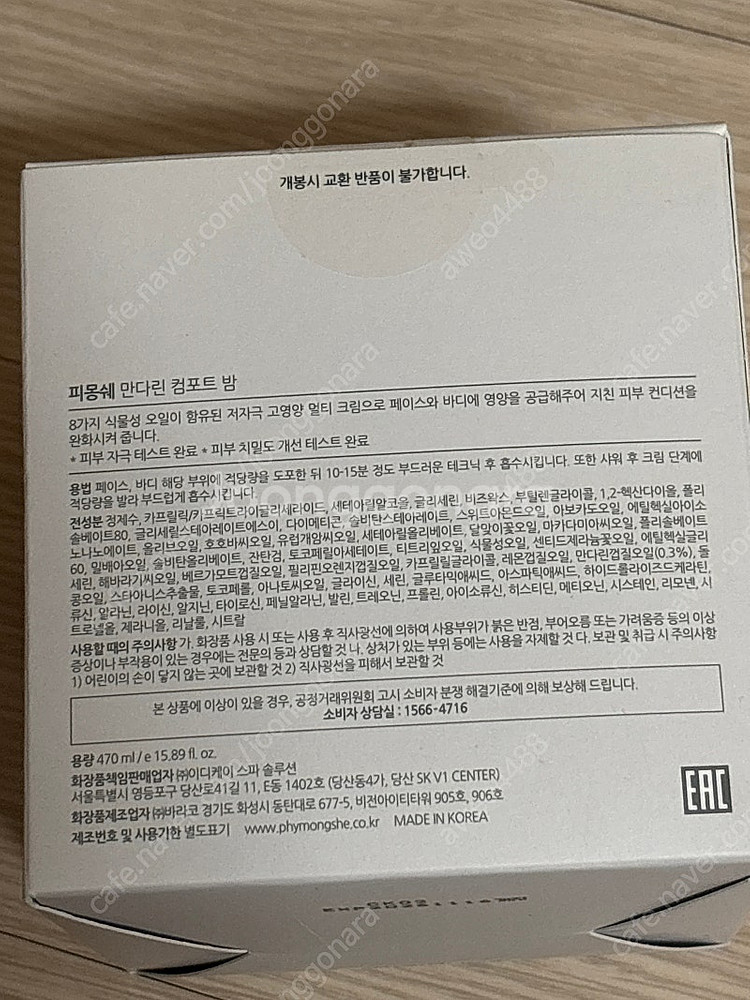 개봉시 교환 반품이 불가합니다.
피몽쉐 만다린 컴포트 밤
8가지 식물성 오일이 함유된 저자극 고영양 멀티 크림으로 페이스와 바디에 영양을 공급해주어 지친 피부 컨디션을
완화시켜 줍니다.
* 피부 자극 테스트 완료 * 피부 치밀도 개선 테스트 완료
용법 페이스, 바디 해당 부위에 적당량을 도포한 뒤 10-15분 정도 부드러운 테크닉 후 흡수시킵니다. 또한 샤워 후 크림 단계에
적당량을 발라 부드럽게 흡수시킵니다.
전성분 정제수, 카프릴릭/카프릭트라이글리세라이드, 세테아릴알코올, 글리세린, 비즈왁스, 부틸렌글라이콜, 1,2-헥산다이올, 폴리
솔베이트80, 글리세릴스테아레이트에스이, 다이메티콘, 솔비탄스테아레이트, 스위트아몬드오일, 아보카도오일, 에틸헥실아이소
노나노에이트, 올리브오일, 호호바씨오일, 유럽개암씨오일, 세테아릴올리베이트, 달맞이꽃오일, 마카다미아씨오일, 폴리솔베이트
60, 일배아오일, 솔비탄올리베이트, 잔탄검, 토코페릴아세테이트, 티트리잎오일, 식물성오일, 센티드제라늄꽃오일, 에틸헥실글리
세린, 해바라기씨오일, 베르가모트껍질오일, 필리핀오렌지껍질오일, 카프릴릴글라이콜, 레몬껍질오일, 만다린껍질오일(0.3%), 돌
콩오일, 스타아니스추출물, 토코페롤, 아나토씨오일, 글라이신, 세린, 글루타믹애씨드, 아스파틱애씨드, 하이드롤라이즈드케라틴,
류신, 알라닌, 라이신, 알지닌, 타이로신, 페닐알라닌, 발린, 트레오닌, 프롤린, 아이소류신, 히스티딘, 메티오닌, 시스테인, 리모넨, 시
트로넬올, 제라니올, 리날룰, 시트랄
사용할 때의 주의사항 가. 화장품 사용 시 또는 사용 후 직사광선에 의하여 사용부위가 붉은 반점, 부어오름 또는 가려움증 등의 이상
증상이나 부작용이 있는 경우에는 전문의 등과 상담할 것 나. 상처가 있는 부위 등에는 사용을 자제할 것 다. 보관 및 취급 시 주의사항
1) 어린이의 손이 닿지 않는 곳에 보관할 것 2) 직사광선을 피해서 보관할 것
본 상품에 이상이 있을 경우, 공정거래위원회 고시 소비자 분쟁 해결기준에 의해 보상해 드립니다.
소비자 상담실 : 1566-4716
용량 470 ml / e 15.89 fl. oz.
화장품책임판매업자 ㈜이디케이 스파 솔루션
서울특별시 영등포구 당산로41길 11, E동 1402호 (당산동4가, 당산 SK V1 CENTER)
화장품제조업자 ㈜바라코 경기도 화성시 동탄대로 677-5, 비전아이티타워 905호, 906호
제조번호 및 사용기한 별도표기 www.phymongshe.co.kr MADE IN KOREA
EAC
cafe.naver.com/joonggonara
aweo4488